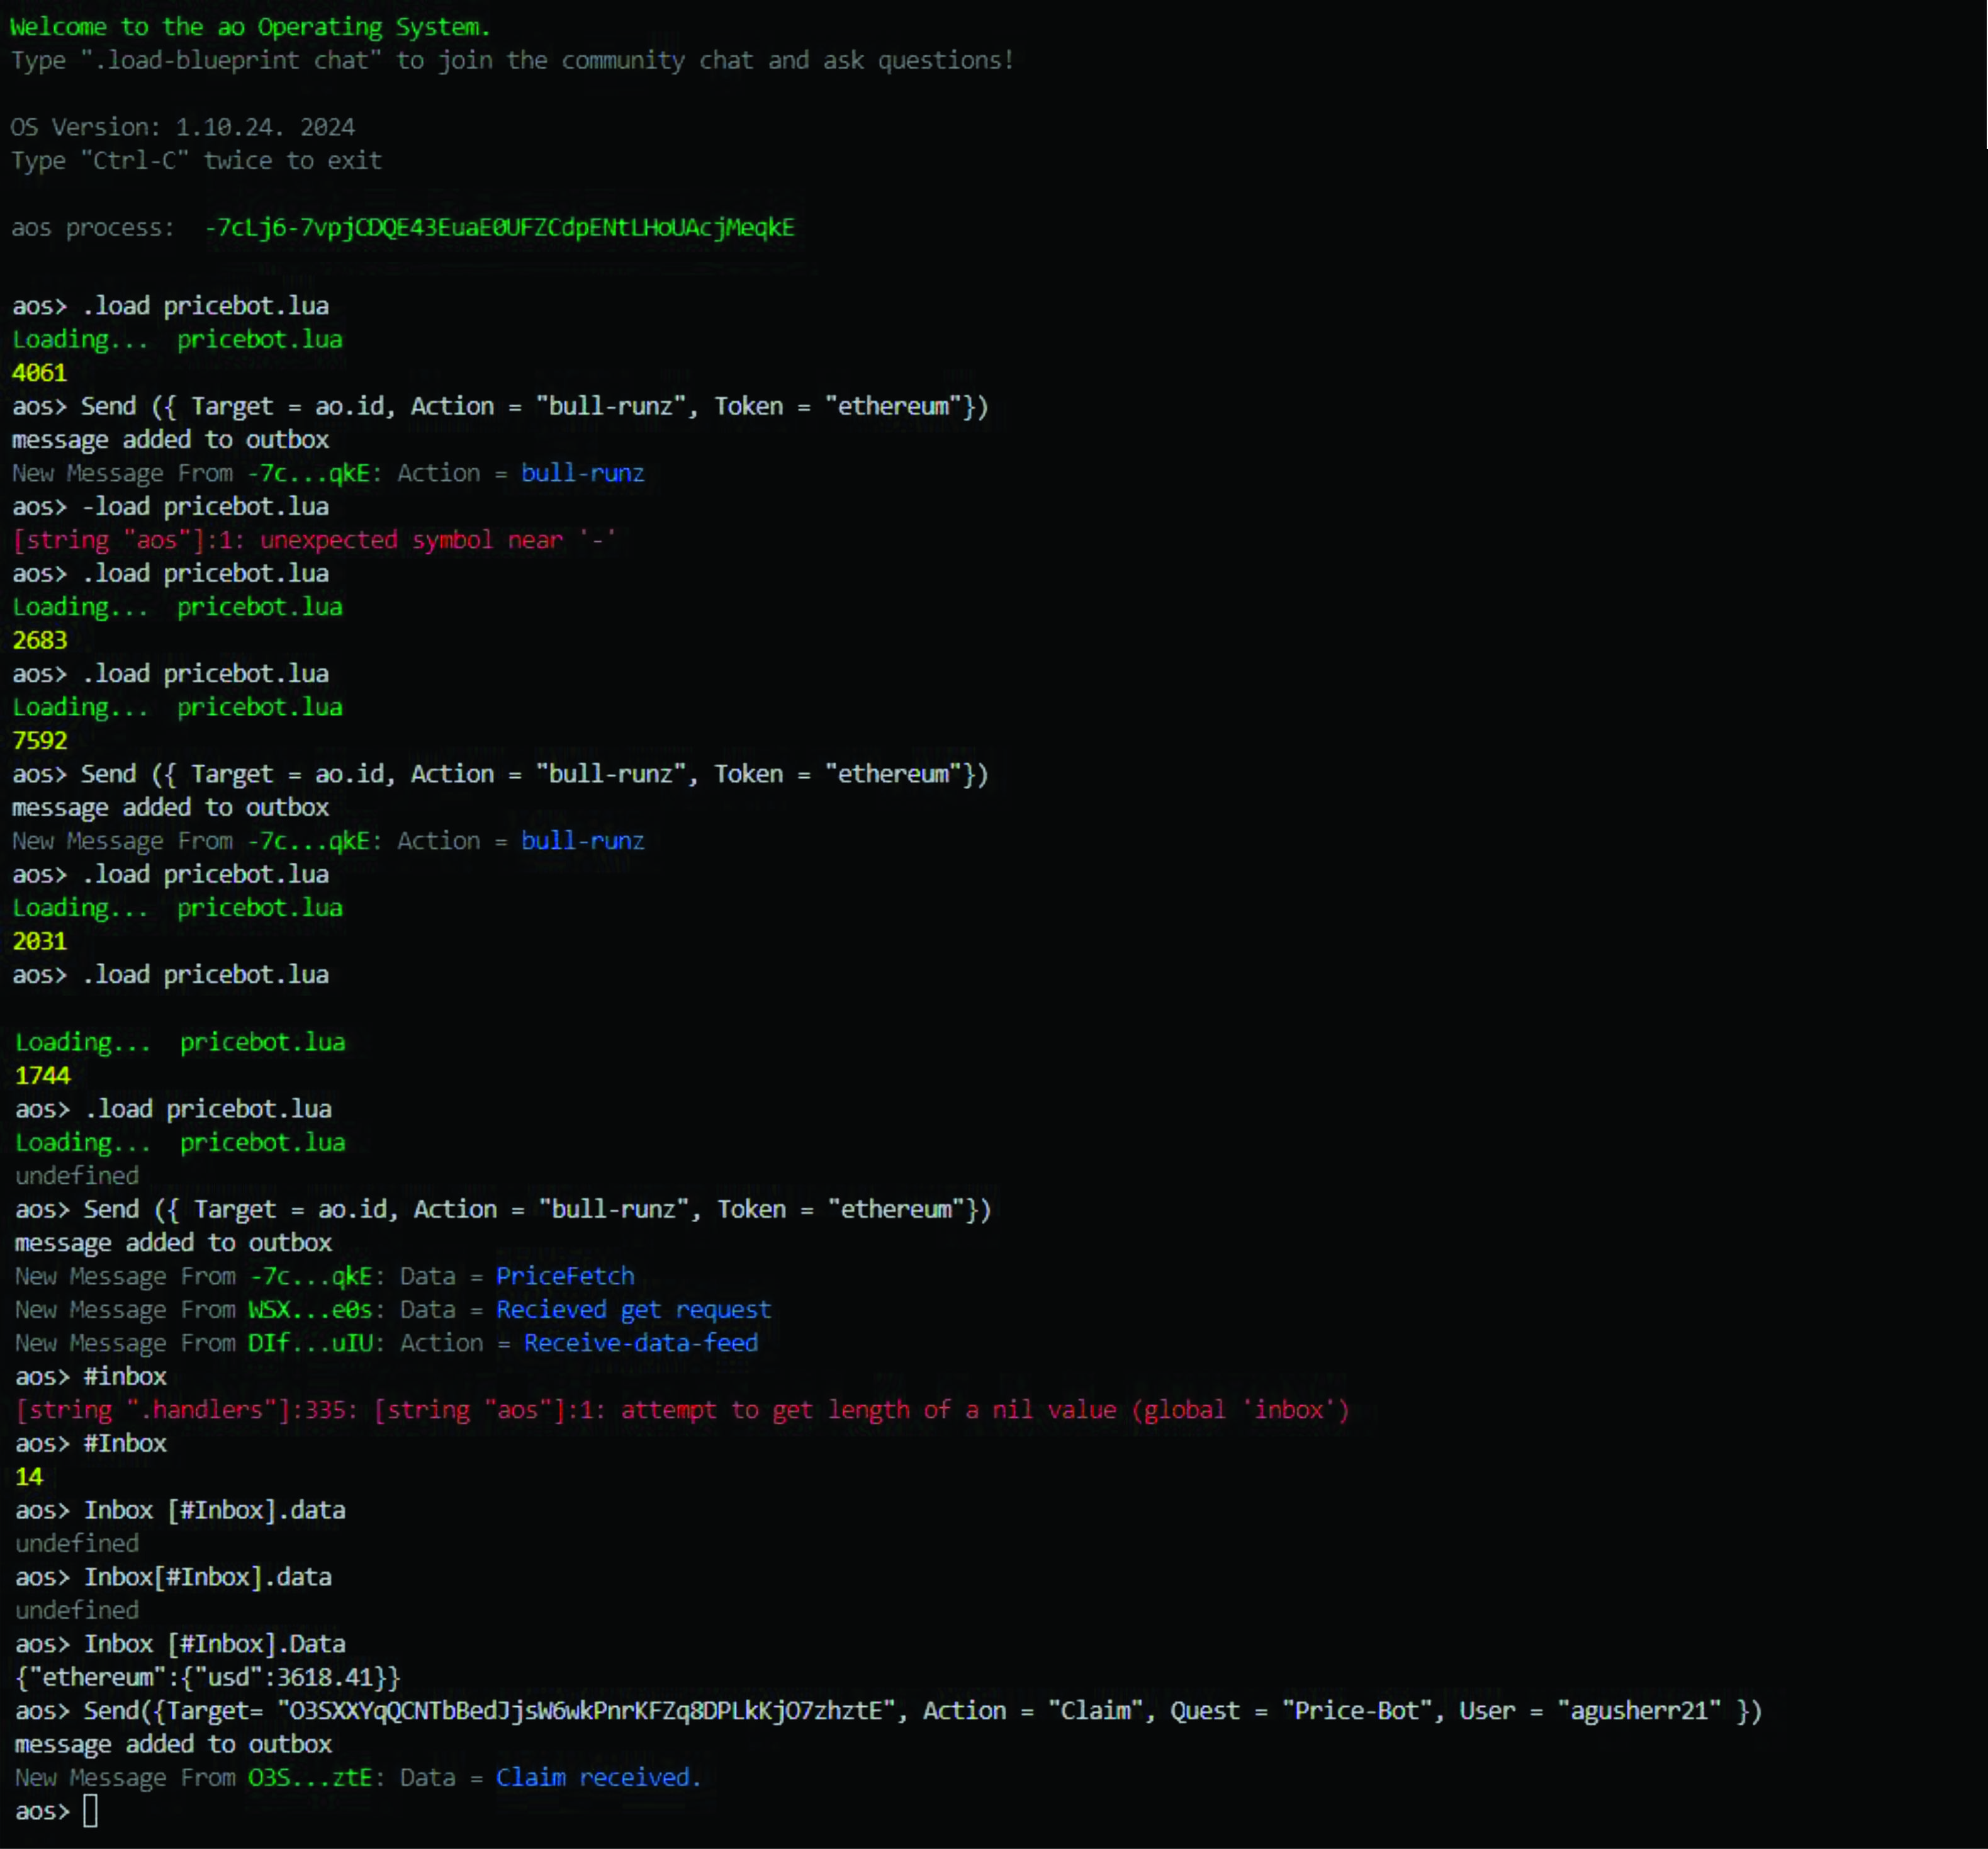 Welcome to the ao Operating System.
Type ".load-blueprint chat" to join the community chat and ask questions!
OS Version: 1.10.24. 2024
Type "Ctrl-C" twice to exit
aos process:  -7cLj6-7vpjCDQE43EuaE0UFZCdpENtLHoUAcjMeqkE
aos> .load pricebot.lua
Loading...  pricebot.lua
4061
aos> Send ({ Target = ao.id, Action = "bull-runz", Token = "ethereum"})
message added to outbox
New Message From -7c...qkE: Action = bull-runz
aos> -load pricebot.lua
[string "aos"]:1: unexpected symbol near '-'
aos> .load pricebot.lua
Loading...  pricebot.lua
2683
aos> .load pricebot.lua
Loading...  pricebot.lua
7592
aos> Send ({ Target = ao.id, Action = "bull-runz", Token = "ethereum"})
message added to outbox
New Message From -7c...qkE: Action = bull-runz
aos> .load pricebot.lua
Loading...  pricebot.lua
2031
aos> .load pricebot.lua
Loading...  pricebot.lua
1744
aos> .load pricebot.lua
Loading...  pricebot.lua
undefined
aos> Send ({ Target = ao.id, Action = "bull-runz", Token = "ethereum"})
message added to outbox
New Message From -7c...qkE: Data = PriceFetch
New Message From WSX...e0s: Data = Recieved get request
New Message From DIf...uIU: Action = Receive-data-feed
aos> #inbox
[string ".handlers"]:335: [string "aos"]:1: attempt to get length of a nil value (global 'inbox')
aos> #Inbox
14
aos> Inbox [#Inbox].data
undefined
aos> Inbox[#Inbox].data
undefined
aos> Inbox [#Inbox].Data
{"ethereum":{"usd":3618.41}}
aos> Send({Target= "O3SXXYqQCNTbBedJjsW6wkPnrKFZq8DPLkKjO7zhztE", Action = "Claim", Quest = "Price-Bot", User = "agusherr21" })
message added to outbox
New Message From O3S...ztE: Data = Claim received.
aos>